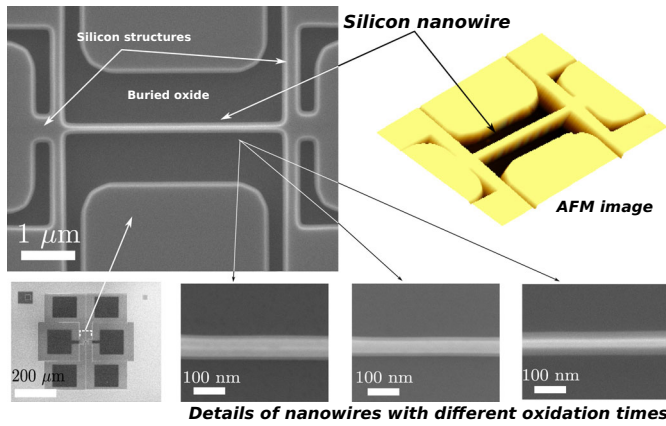 Silicon nanowire
Silicon structures
Buried oxide
1 μm
AFM image
200 μm
100 nm
100 nm
100 nm
Details of nanowires with different oxidation times